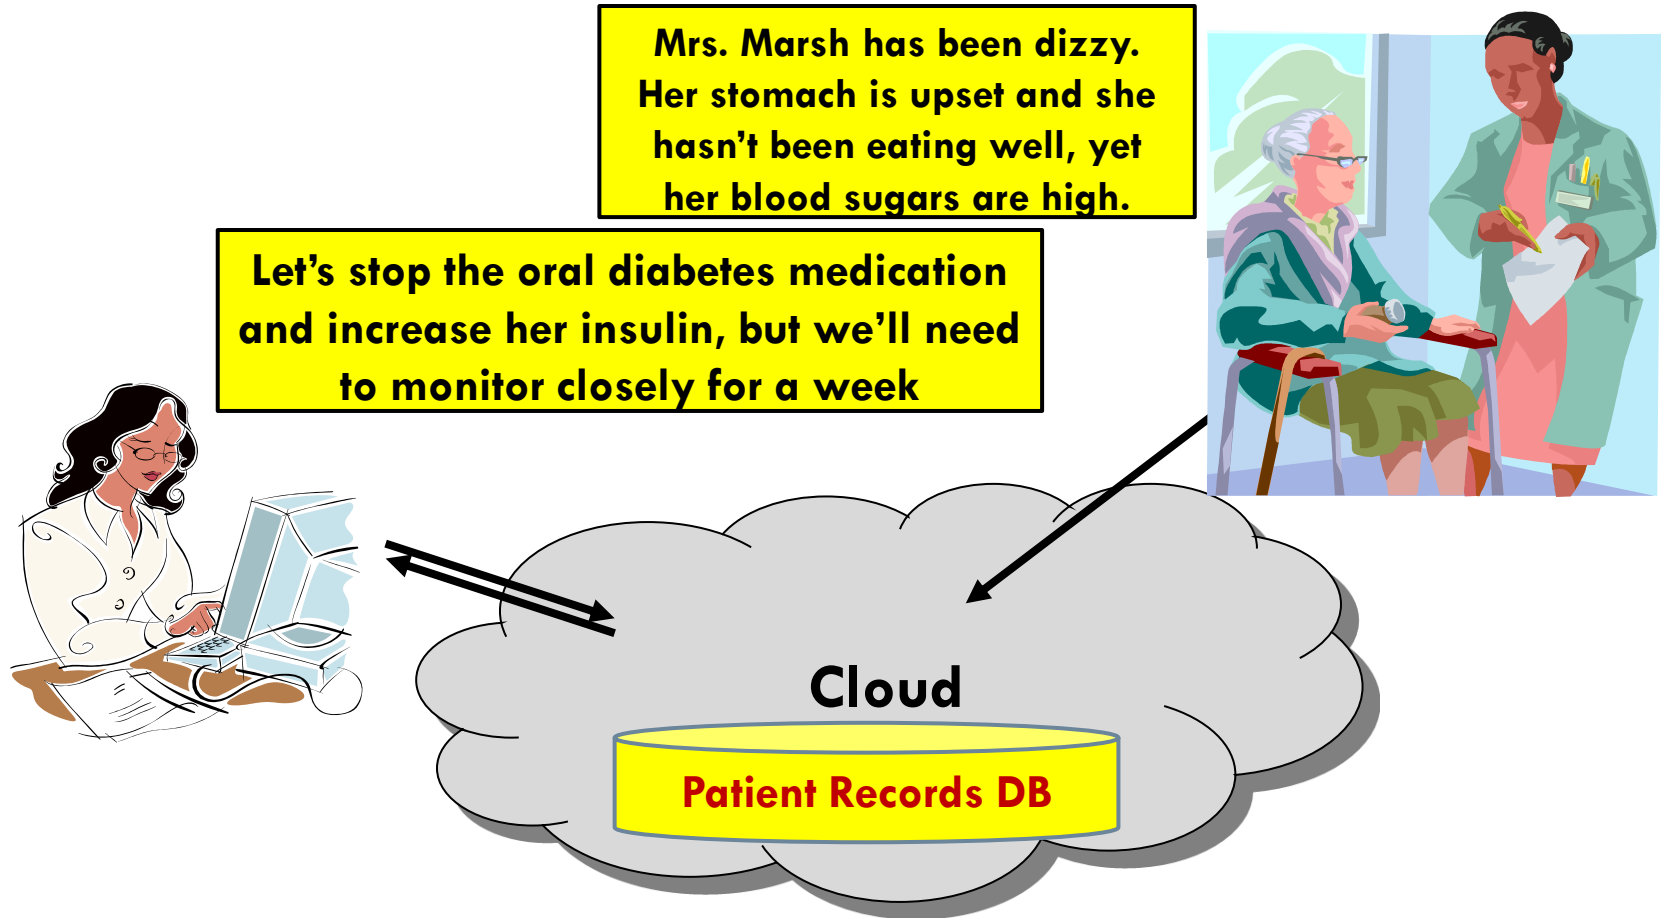 Mrs. Marsh has been dizzy.
Her stomach is upset and she
hasn’t been eating well, yet
her blood sugars are high.
Let’s stop the oral diabetes medication
and increase her insulin, but we’ll need
to monitor closely for a week
Cloud
Patient Records DB